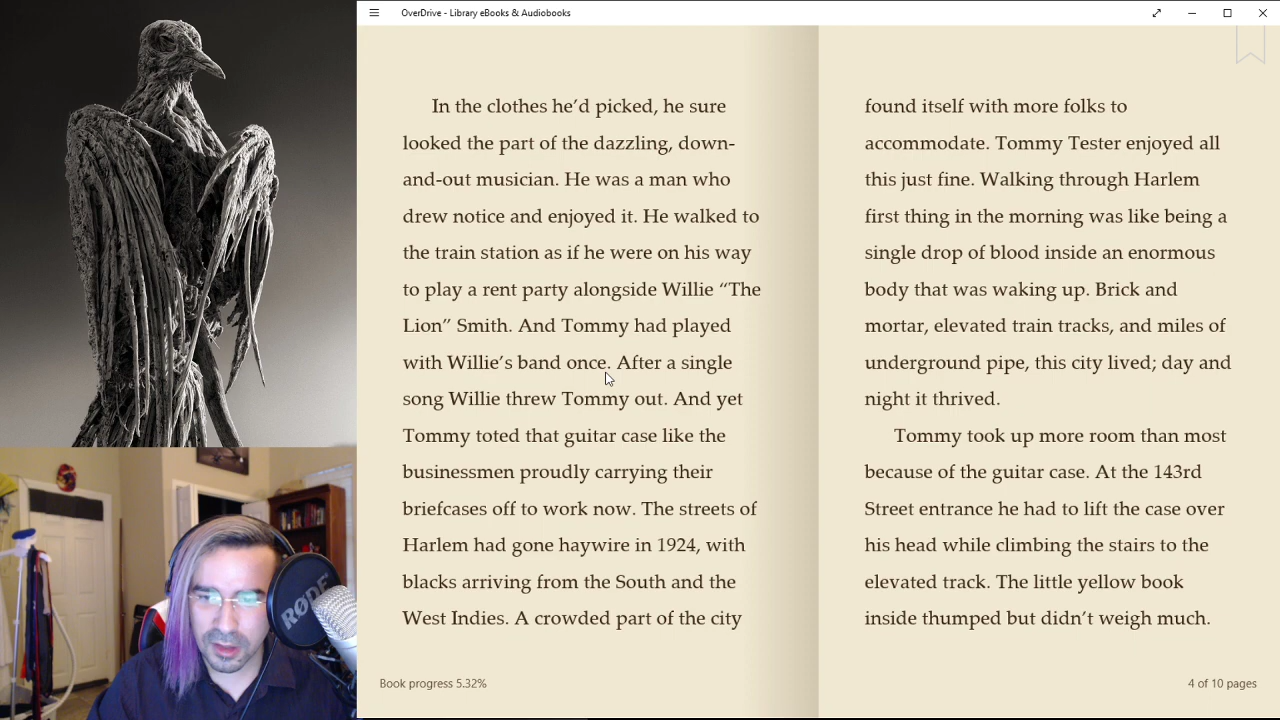 OverDrive - Library eBooks & Audiobooks
In the clothes he’d picked, he sure
looked the part of the dazzling, down-
and-out musician. He was a man who
drew notice and enjoyed it. He walked to
the train station as if he were on his way
to play a rent party alongside Willie “The
Lion” Smith. And Tommy had played
with Willie’s band once. After a single
song Willie threw Tommy out. And yet
Tommy toted that guitar case like the
businessmen proudly carrying their
briefcases off to work now. The streets of
Harlem had gone haywire in 1924, with
blacks arriving from the South and the
West Indies. A crowded part of the city
found itself with more folks to
accommodate. Tommy Tester enjoyed all
this just fine. Walking through Harlem
first thing in the morning was like being a
single drop of blood inside an enormous
body that was waking up. Brick and
mortar, elevated train tracks, and miles of
underground pipe, this city lived; day and
night it thrived.
Tommy took up more room than most
because of the guitar case. At the 143rd
Street entrance he had to lift the case over
his head while climbing the stairs to the
elevated track. The little yellow book
inside thumped but didn’t weigh much.
Book progress 5.32%
4 of 10 pages
RØDE